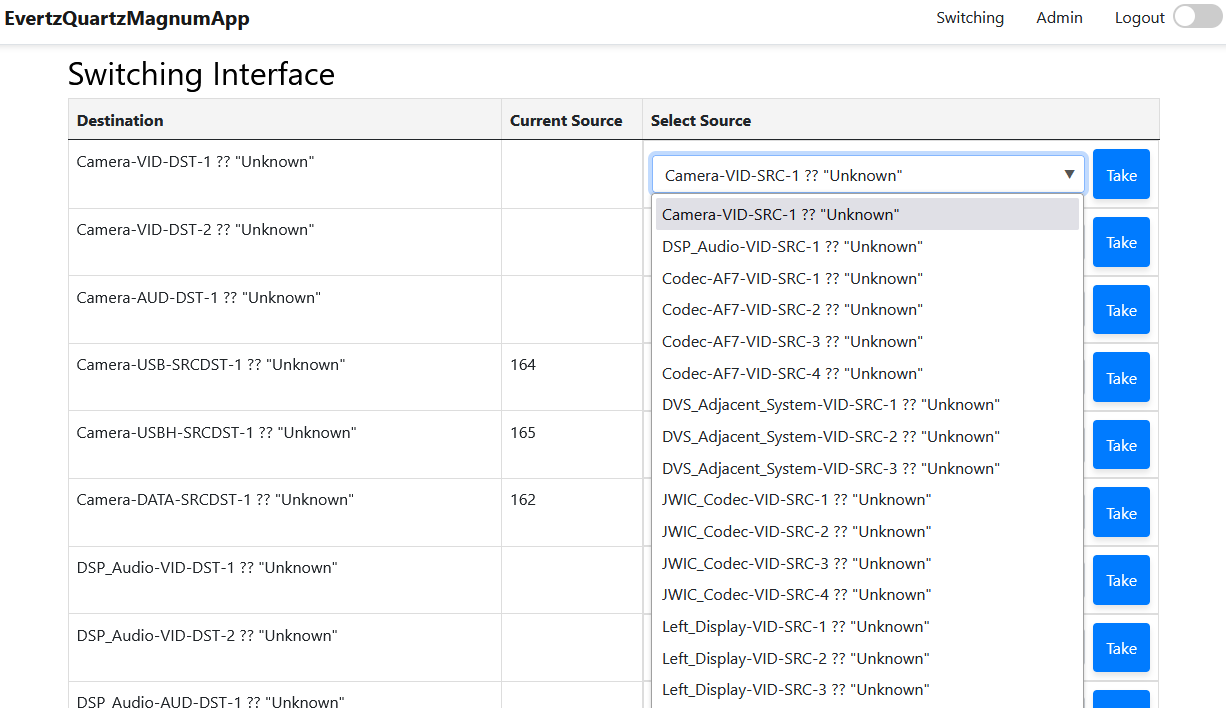 EvertzQuartzMagnumApp
Switching Admin Logout
Switching Interface
Destination Current Source Select Source
Camera-VID-DST-1 ?? "Unknown"
Camera-VID-SRC-1 ?? "Unknown" Take
Camera-VID-SRC-1 ?? "Unknown"
Camera-VID-DST-2 ?? "Unknown" Take
DSP_Audio-VID-SRC-1 ?? "Unknown"
Codec-AF7-VID-SRC-1 ?? "Unknown"
Camera-AUD-DST-1 ?? "Unknown" Take
Codec-AF7-VID-SRC-2 ?? "Unknown"
Codec-AF7-VID-SRC-3 ?? "Unknown"
Camera-USB-SRCDST-1 ?? "Unknown" 164 Take
Codec-AF7-VID-SRC-4 ?? "Unknown"
DVS_Adjacent_System-VID-SRC-1 ?? "Unknown"
Camera-USBH-SRCDST-1 ?? "Unknown" 165 Take
DVS_Adjacent_System-VID-SRC-2 ?? "Unknown"
DVS_Adjacent_System-VID-SRC-3 ?? "Unknown"
Camera-DATA-SRCDST-1 ?? "Unknown" 162 Take
JWIC_Codec-VID-SRC-1 ?? "Unknown"
JWIC_Codec-VID-SRC-2 ?? "Unknown"
DSP_Audio-VID-DST-1 ?? "Unknown" Take
JWIC_Codec-VID-SRC-3 ?? "Unknown"
JWIC_Codec-VID-SRC-4 ?? "Unknown"
DSP_Audio-VID-DST-2 ?? "Unknown" Take
Left_Display-VID-SRC-1 ?? "Unknown"
Left_Display-VID-SRC-2 ?? "Unknown"
Left_Display-VID-SRC-3 ?? "Unknown"
DSP_Audio-AUD-DST-1 ?? "Unknown"